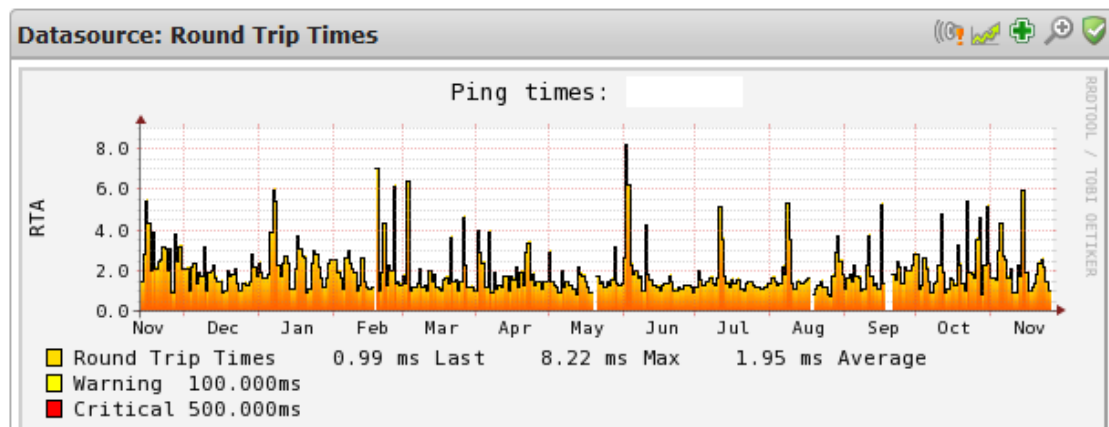 Datasource: Round Trip Times
Ping times:
RRDTOOL / TOBI OETIKER
RTA
8.0
6.0
4.0
2.0
0.0
Nov Dec Jan Feb Mar Apr May Jun Jul Aug Sep Oct Nov
Round Trip Times 0.99 ms Last 8.22 ms Max 1.95 ms Average
Warning 100.000ms
Critical 500.000ms